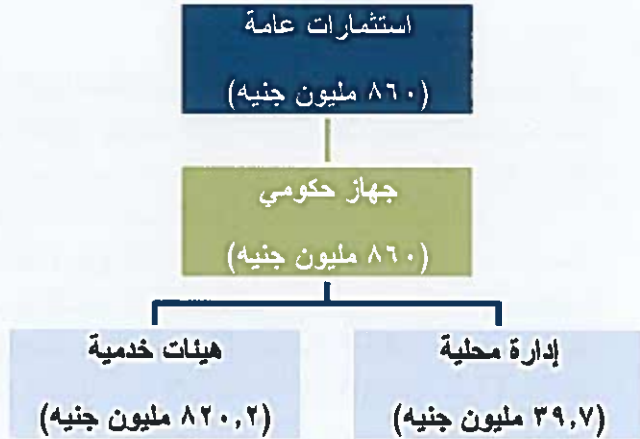 استثمارات عامة
(٨٦٠ مليون جنيه)
جهاز حكومي
(٨٦٠ مليون جنيه)
إدارة محلية
(٣٩,٧ مليون جنيه)
هيئات خدمية
(٨٢٠,٢ مليون جنيه)